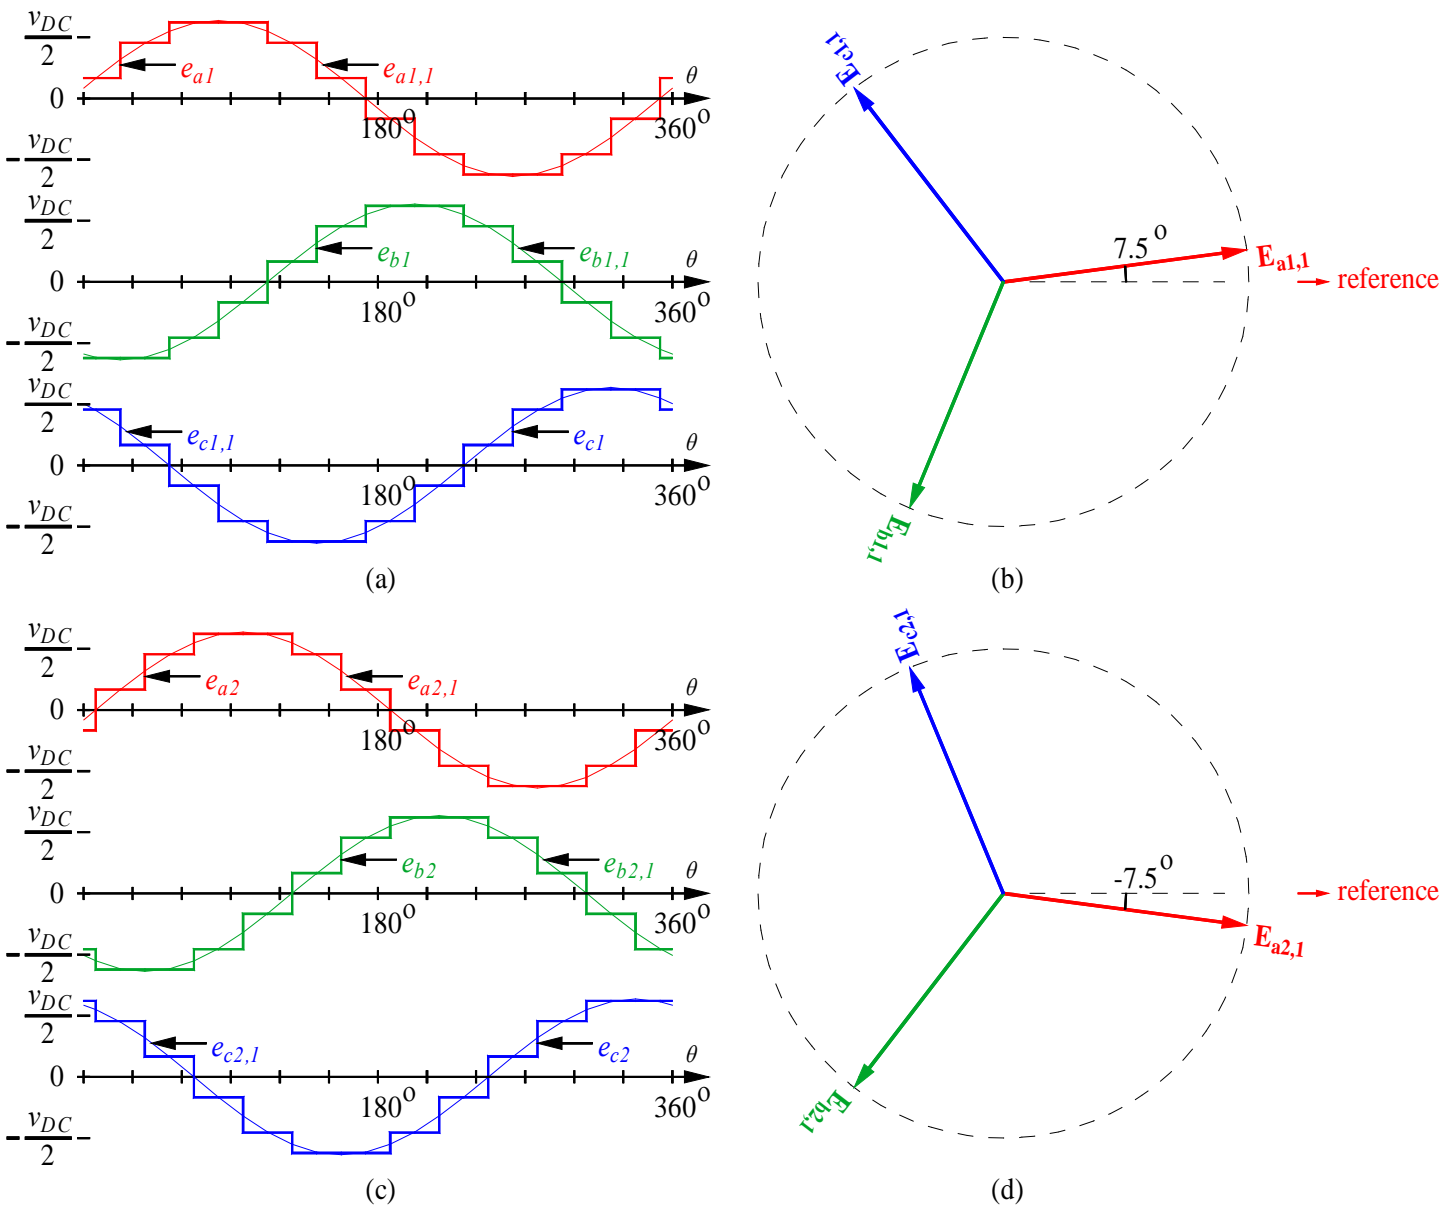 v_DC/2
e_a1
e_a1,1
θ
0
180°
360°
-v_DC/2
v_DC/2
e_b1
e_b1,1
θ
0
180°
360°
-v_DC/2
v_DC/2
e_c1,1
e_c1
θ
0
180°
360°
-v_DC/2
(a)
E_c1,1
7.5°
E_a1,1
reference
E_b1,1
(b)
v_DC/2
e_a2
e_a2,1
θ
0
180°
360°
-v_DC/2
v_DC/2
e_b2
e_b2,1
θ
0
180°
360°
-v_DC/2
v_DC/2
e_c2,1
e_c2
θ
0
180°
360°
-v_DC/2
(c)
E_c2,1
-7.5°
reference
E_a2,1
E_b2,1
(d)